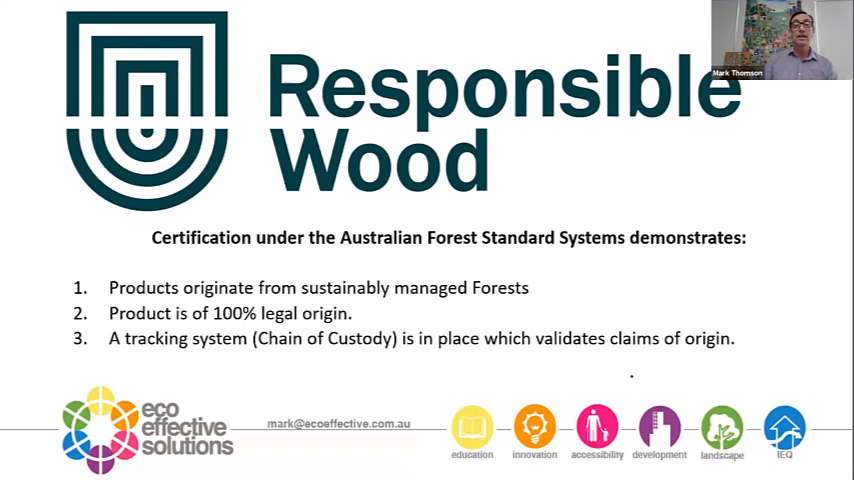 Mark Thomson
Responsible
Wood
Certification under the Australian Forest Standard Systems demonstrates:
1. Products originate from sustainably managed Forests
2. Product is of 100% legal origin.
3. A tracking system (Chain of Custody) is in place which validates claims of origin.
.
eco
effective
solutions
mark@ecoeffective.com.au
education innovation accessibility development landscape IEQ